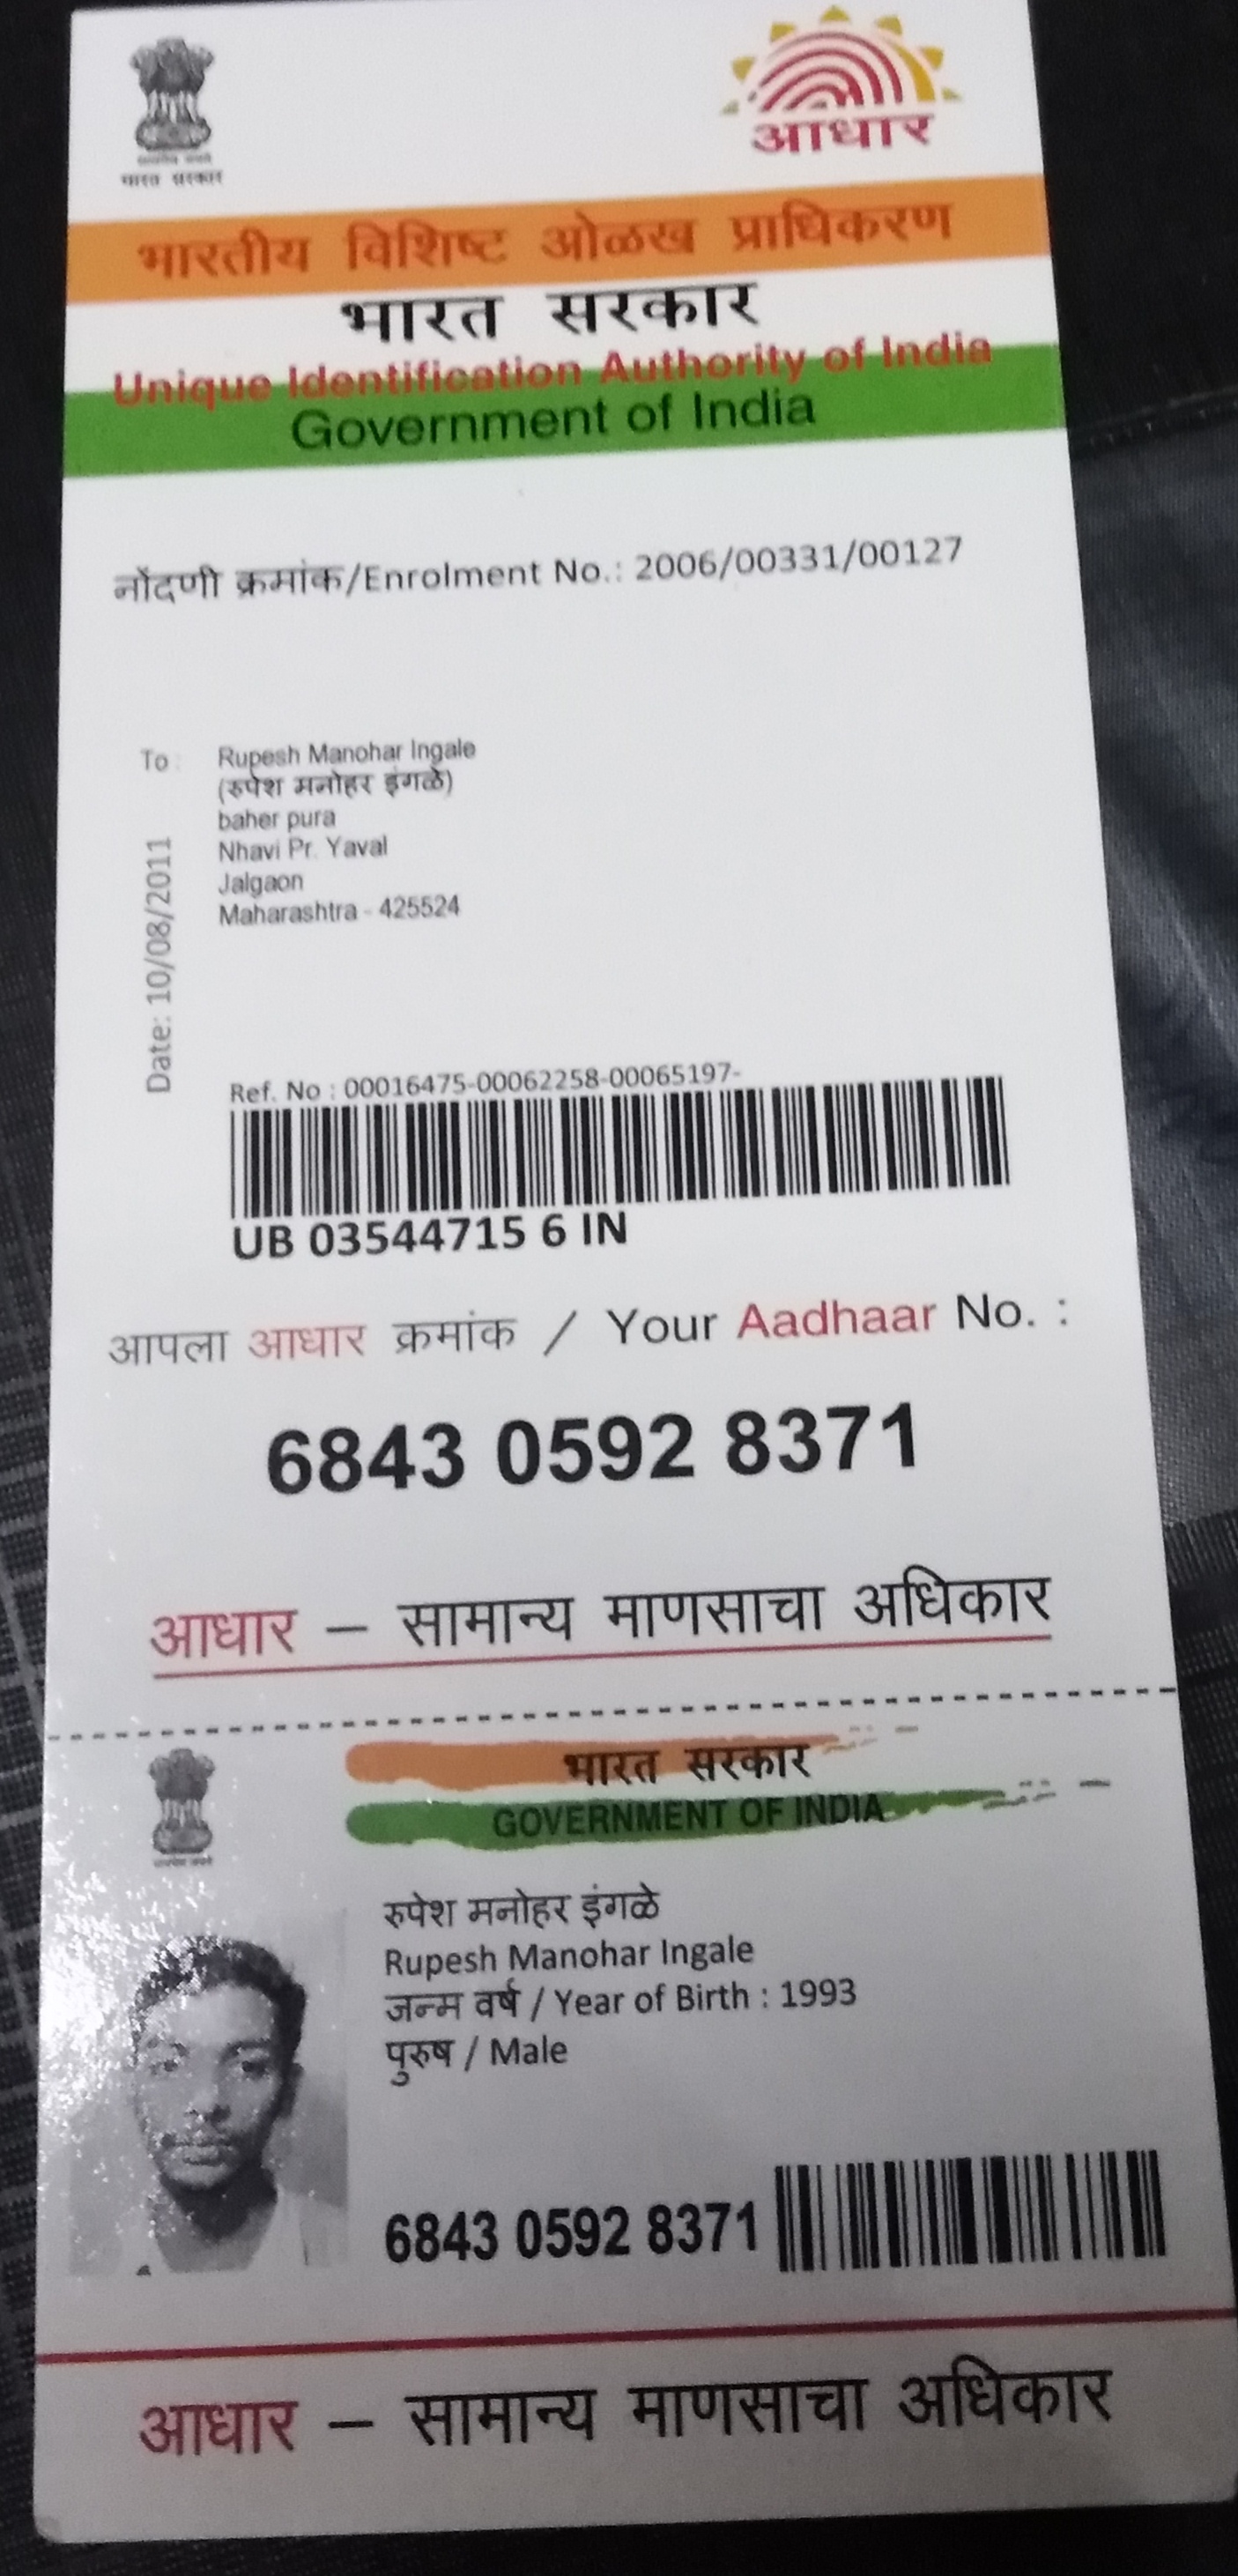 भारत सरकार
आधार
भारतीय विशिष्ट ओळख प्राधिकरण
भारत सरकार
Unique Identification Authority of India
Government of India
नोंदणी क्रमांक/Enrolment No.: 2006/00331/00127
To :
Rupesh Manohar Ingale
(रुपेश मनोहर इंगळे)
baher pura
Nhavi Pr. Yaval
Jalgaon
Maharashtra - 425524
Date: 10/08/2011
Ref. No : 00016475-00062258-00065197-
UB 03544715 6 IN
आपला आधार क्रमांक / Your Aadhaar No. :
6843 0592 8371
आधार – सामान्य माणसाचा अधिकार
भारत सरकार
GOVERNMENT OF INDIA
रुपेश मनोहर इंगळे
Rupesh Manohar Ingale
जन्म वर्ष / Year of Birth : 1993
पुरुष / Male
6843 0592 8371
आधार – सामान्य माणसाचा अधिकार